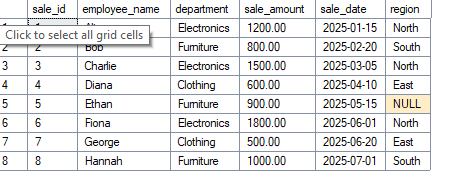 sale_id employee_name department sale_amount sale_date region
1 Electronics 1200.00 2025-01-15 North
Click to select all grid cells
2 2 Bob Furniture 800.00 2025-02-20 South
3 3 Charlie Electronics 1500.00 2025-03-05 North
4 4 Diana Clothing 600.00 2025-04-10 East
5 5 Ethan Furniture 900.00 2025-05-15 NULL
6 6 Fiona Electronics 1800.00 2025-06-01 North
7 7 George Clothing 500.00 2025-06-20 East
8 8 Hannah Furniture 1000.00 2025-07-01 South